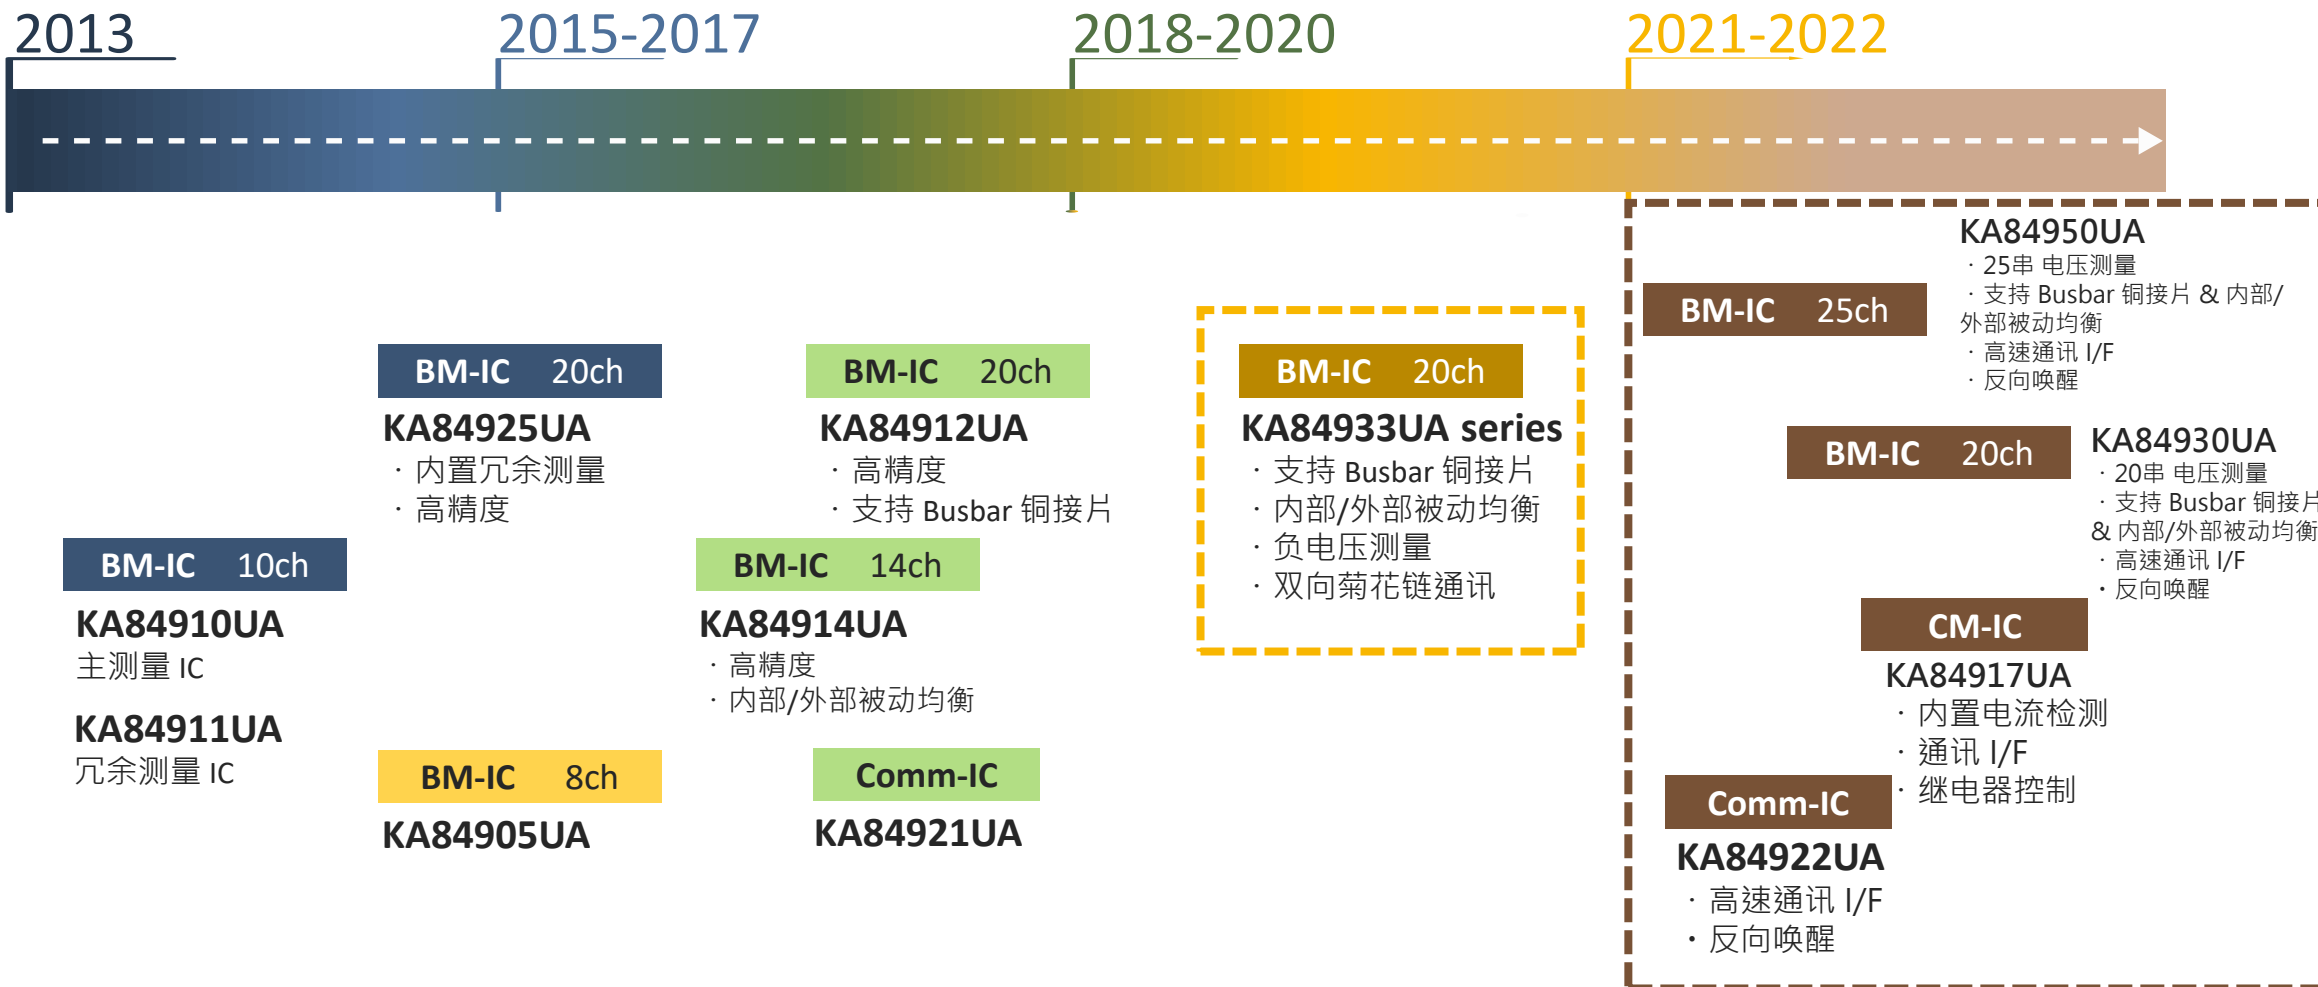 2013
2015-2017
2018-2020
2021-2022
BM-IC 10ch
KA84910UA
主测量 IC
KA84911UA
冗余测量 IC
BM-IC 20ch
KA84925UA
· 内置冗余测量
· 高精度
BM-IC 8ch
KA84905UA
BM-IC 20ch
KA84912UA
· 高精度
· 支持 Busbar 铜接片
BM-IC 14ch
KA84914UA
· 高精度
· 内部/外部被动均衡
Comm-IC
KA84921UA
BM-IC 20ch
KA84933UA series
· 支持 Busbar 铜接片
· 内部/外部被动均衡
· 负电压测量
· 双向菊花链通讯
BM-IC 25ch
KA84950UA
· 25串 电压测量
· 支持 Busbar 铜接片 & 内部/
外部被动均衡
· 高速通讯 I/F
· 反向唤醒
BM-IC 20ch
KA84930UA
· 20串 电压测量
· 支持 Busbar 铜接片
& 内部/外部被动均衡
· 高速通讯 I/F
· 反向唤醒
CM-IC
KA84917UA
· 内置电流检测
· 通讯 I/F
· 继电器控制
Comm-IC
KA84922UA
· 高速通讯 I/F
· 反向唤醒